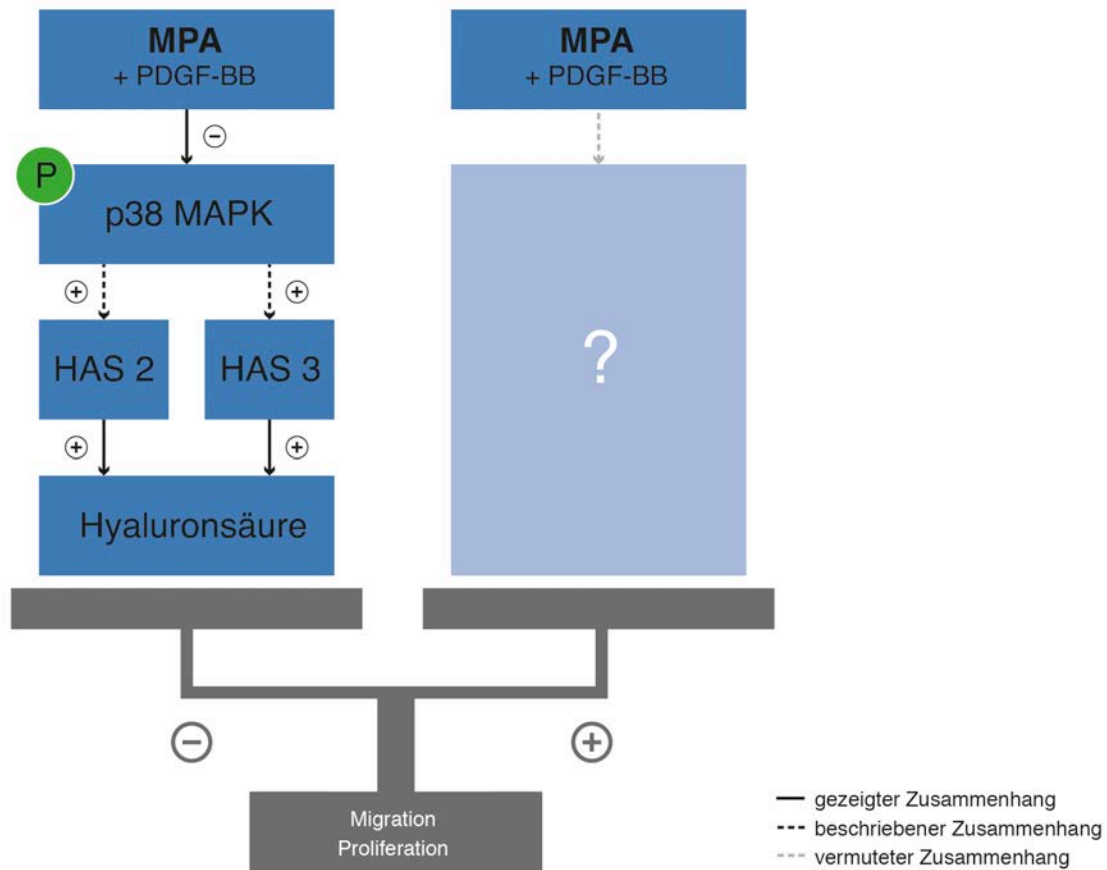 MPA
+ PDGF-BB
−
P
p38 MAPK
+ +
HAS 2 HAS 3
+ +
Hyaluronsäure
MPA
+ PDGF-BB
?
− +
Migration
Proliferation
gezeigter Zusammenhang
beschriebener Zusammenhang
vermuteter Zusammenhang